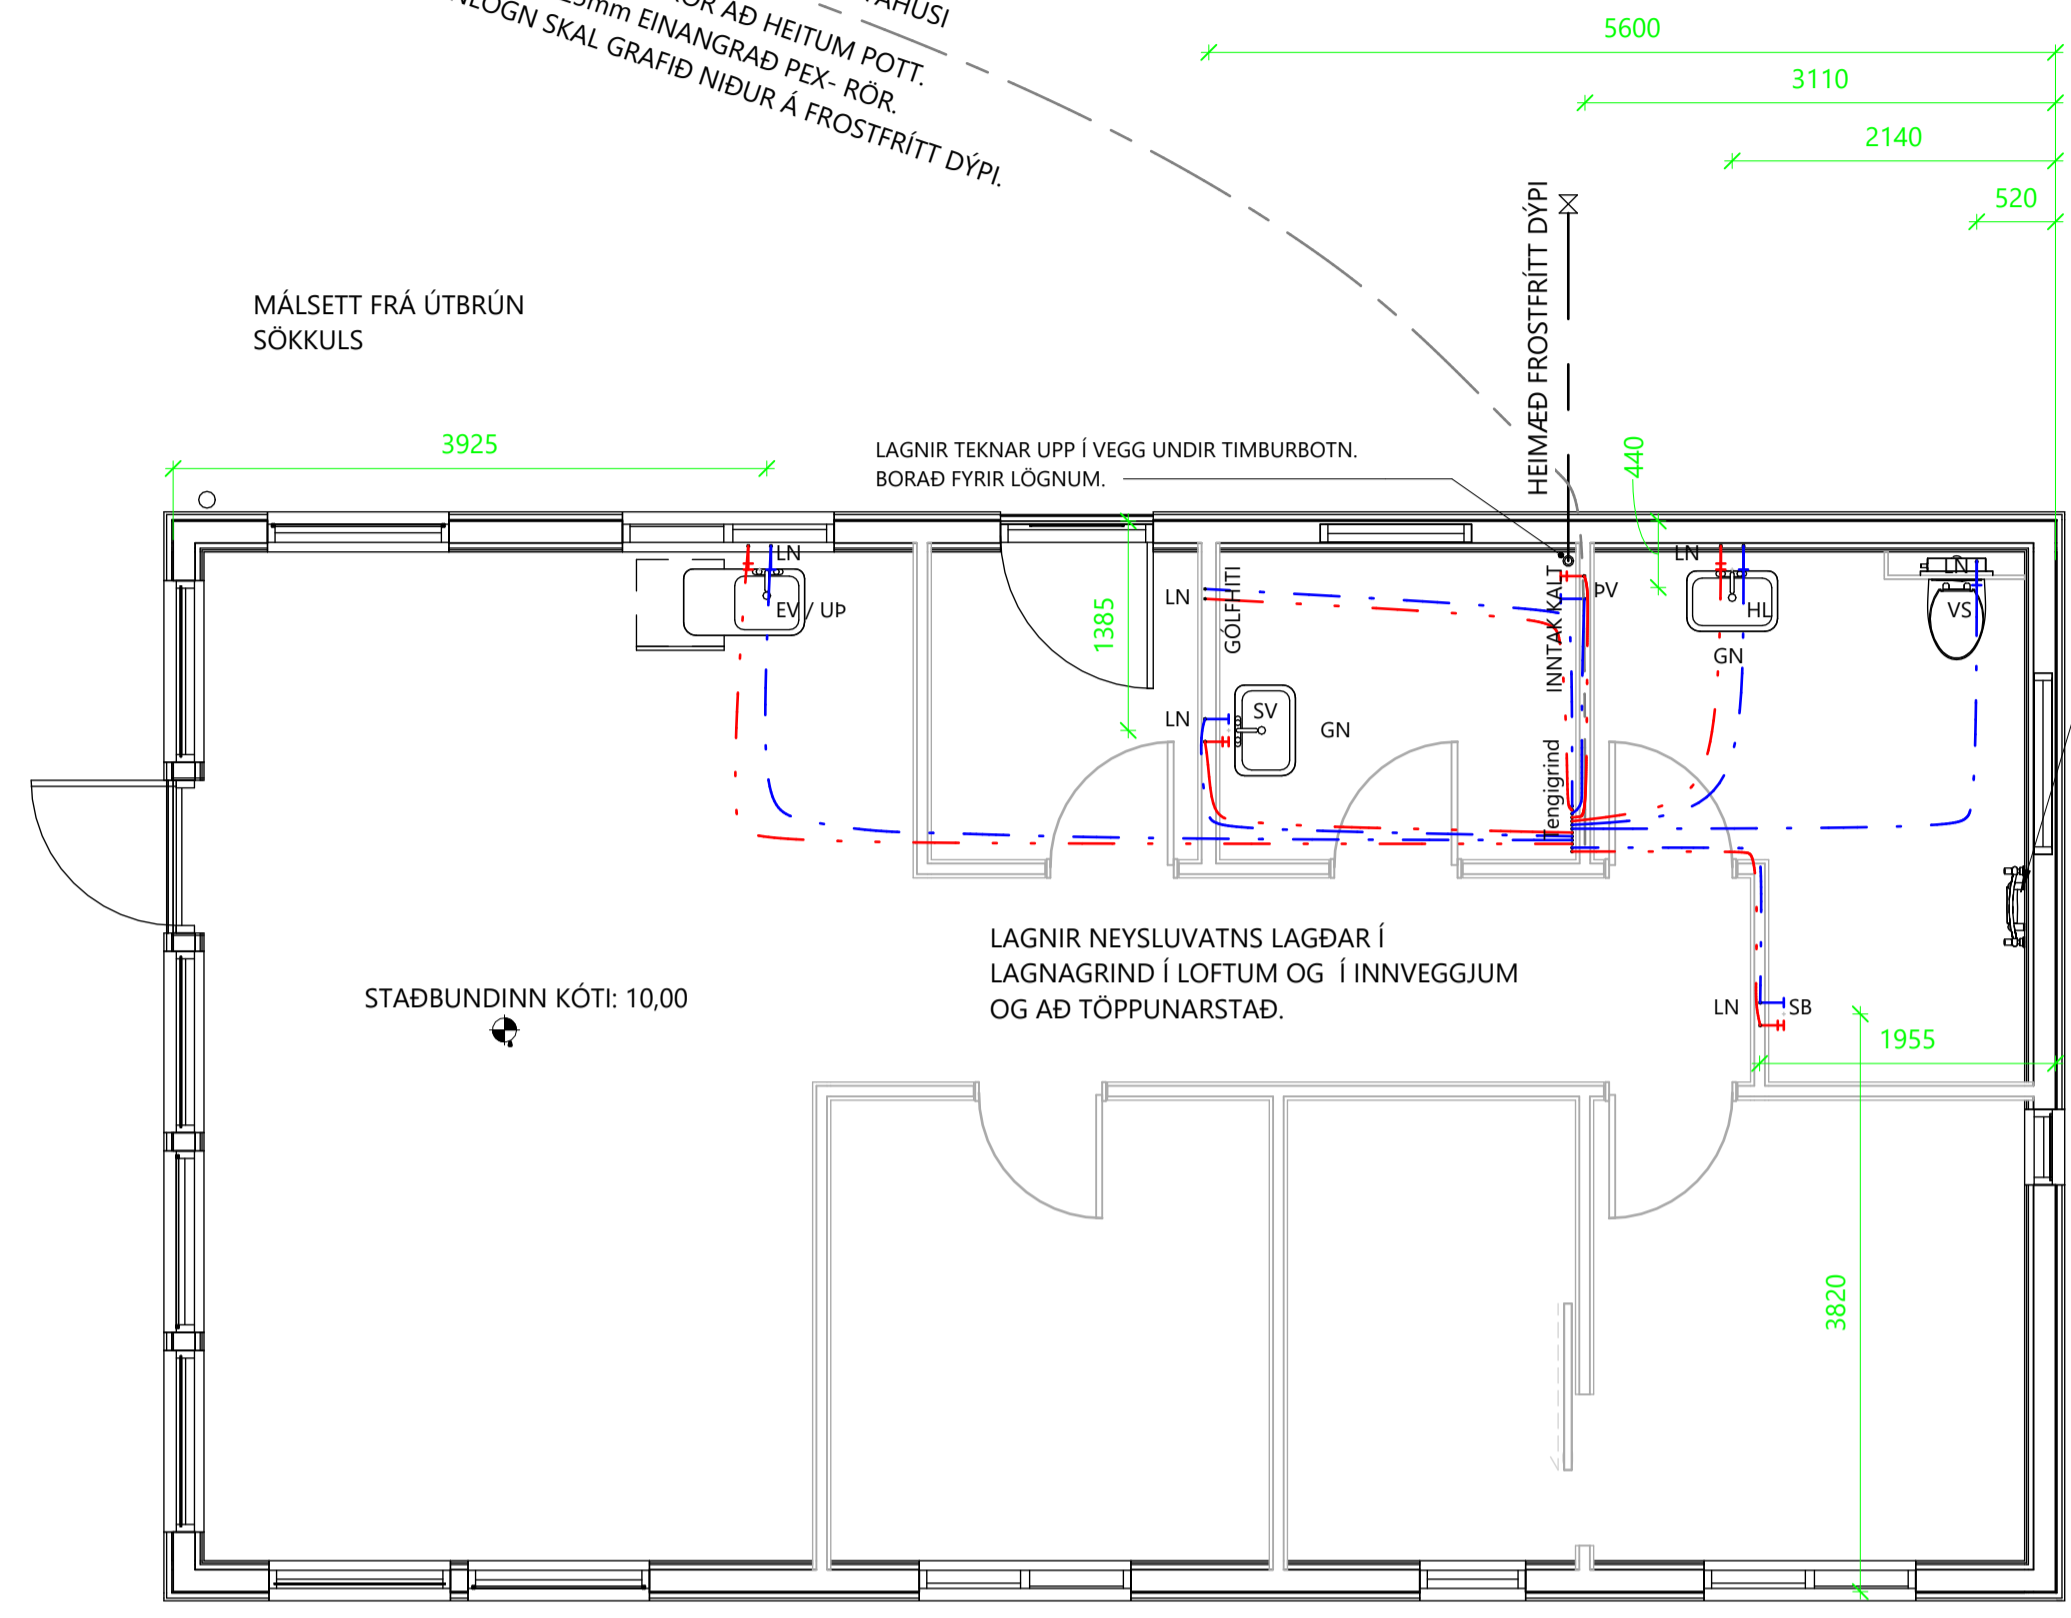 AÐ HEITUM POTT.
EINANGRAÐ PEX- RÖR.
SKAL GRAFIÐ NIÐUR Á FROSTFRÍTT DÝPI.
5600
3110
2140
520
HEIMÆÐ FROSTFRÍTT DÝPI
MÁLSETT FRÁ ÚTBRÚN
SÖKKULS
3925
LAGNIR TEKNAR UPP Í VEGG UNDIR TIMBURBOTN.
BORAÐ FYRIR LÖGNUM.
440
LN
EV / UÞ
1385
LN
GÓLFHITI
INNTAK KALT
ÞV
LN
HL
GN
LN
VS
LN
SV
GN
Tengigrind
LAGNIR NEYSLUVATNS LAGÐAR Í
LAGNAGRIND Í LOFTUM OG Í INNVEGGJUM
OG AÐ TÖPPUNARSTAÐ.
STAÐBUNDINN KÓTI: 10,00
LN
SB
1955
3820